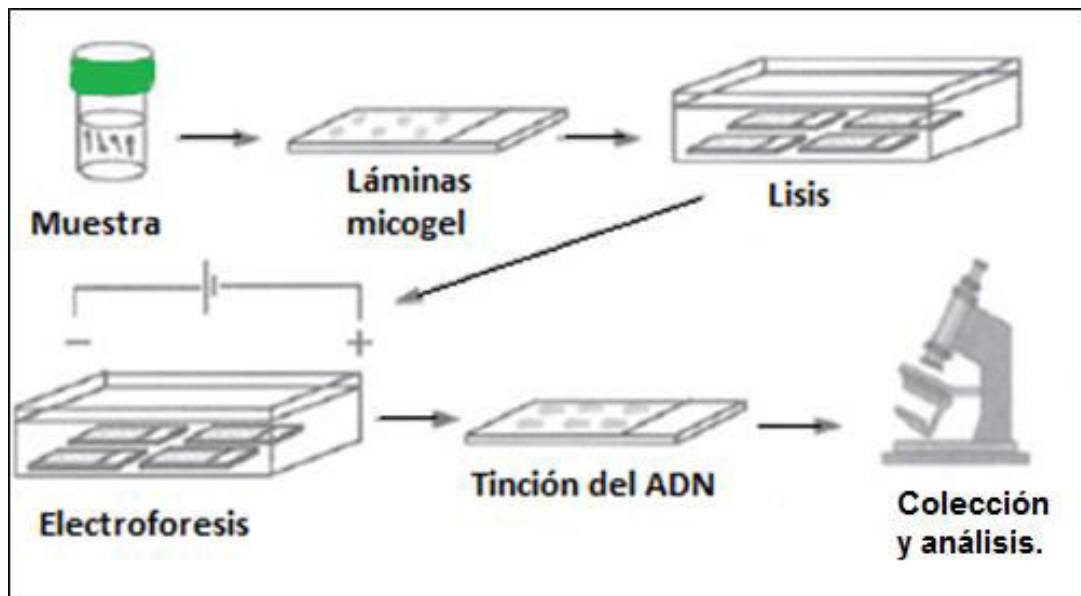 Muestra
Láminas
micogel
Lisis
−
+
Electroforesis
Tinción del ADN
Colección
y análisis.